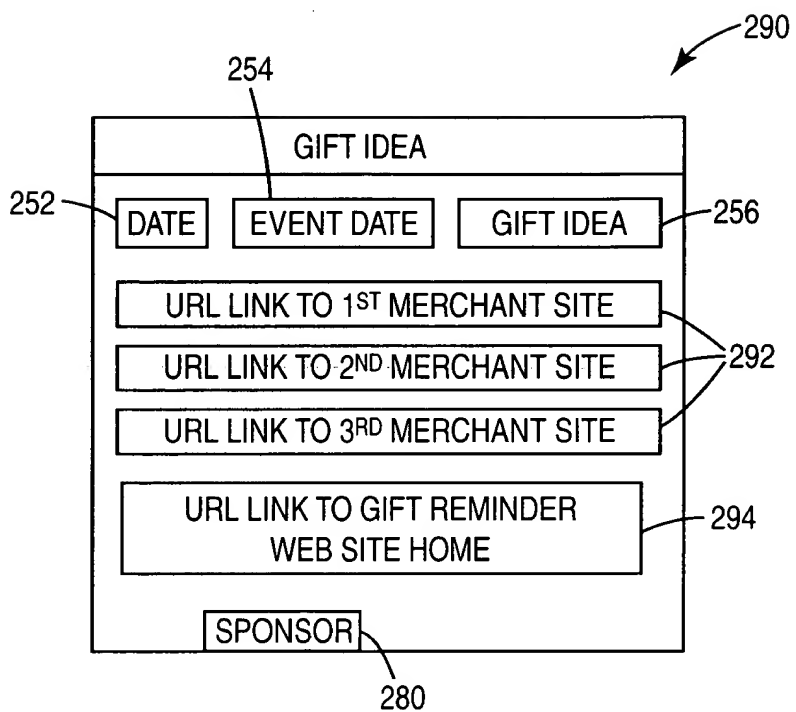 290
254
GIFT IDEA
252 DATE EVENT DATE GIFT IDEA 256
URL LINK TO 1ST MERCHANT SITE
URL LINK TO 2ND MERCHANT SITE 292
URL LINK TO 3RD MERCHANT SITE
URL LINK TO GIFT REMINDER
WEB SITE HOME
294
SPONSOR
280